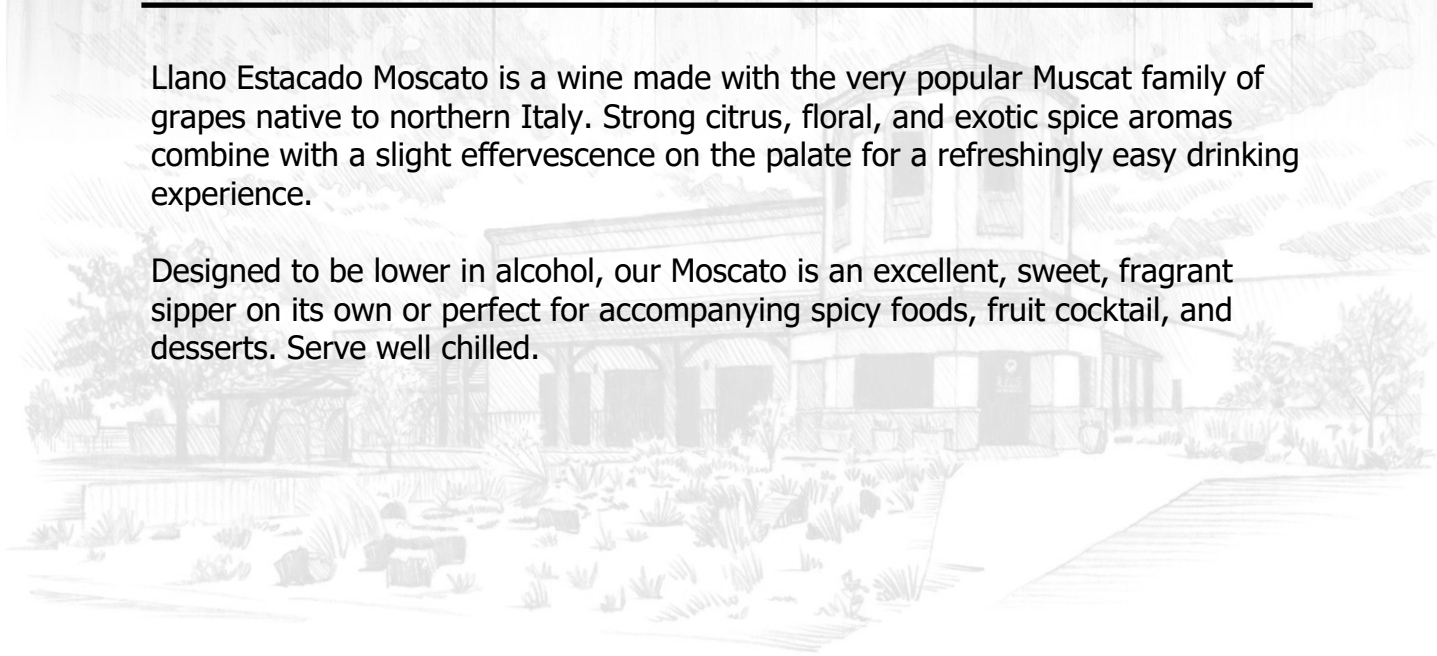 Llano Estacado Moscato is a wine made with the very popular Muscat family of
grapes native to northern Italy. Strong citrus, floral, and exotic spice aromas
combine with a slight effervescence on the palate for a refreshingly easy drinking
experience.
Designed to be lower in alcohol, our Moscato is an excellent, sweet, fragrant
sipper on its own or perfect for accompanying spicy foods, fruit cocktail, and
desserts. Serve well chilled.